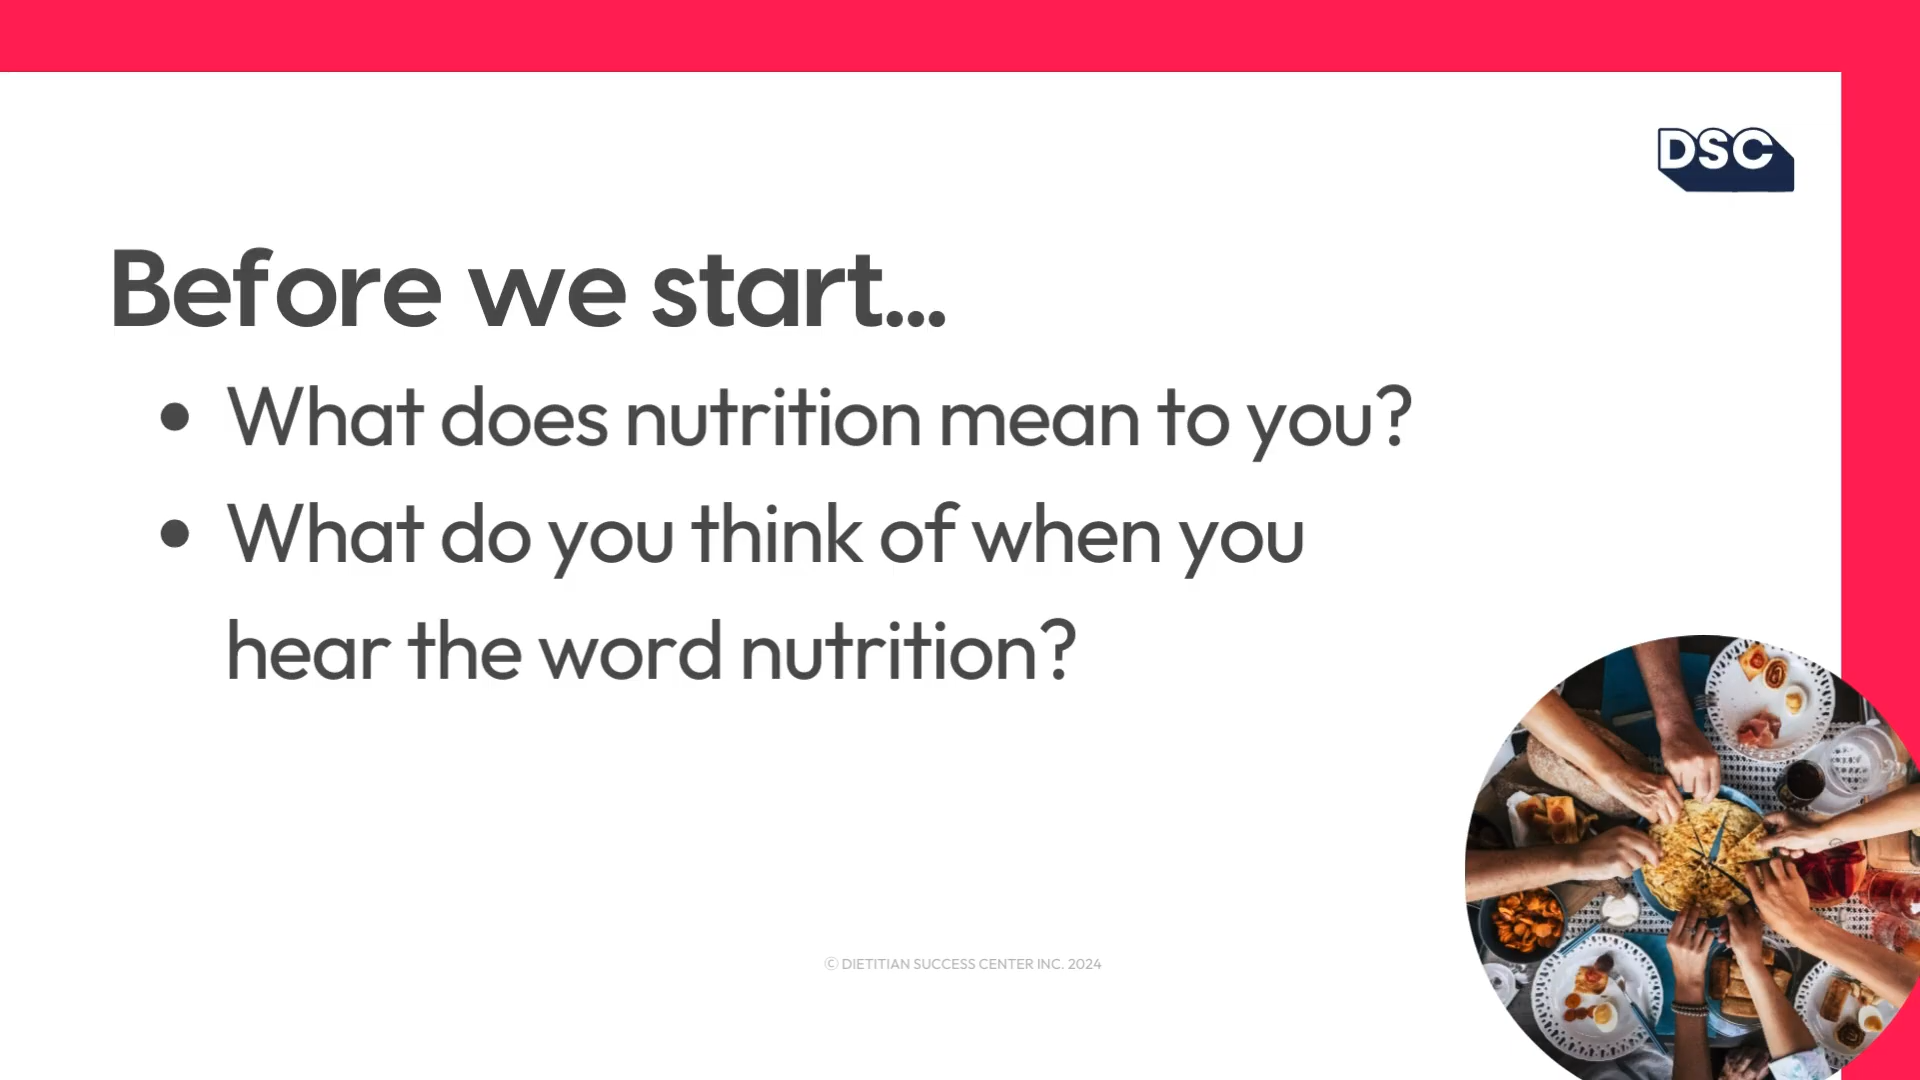 DSC
Before we start...
• What does nutrition mean to you?
• What do you think of when you
hear the word nutrition?
© DIETITIAN SUCCESS CENTER INC. 2024